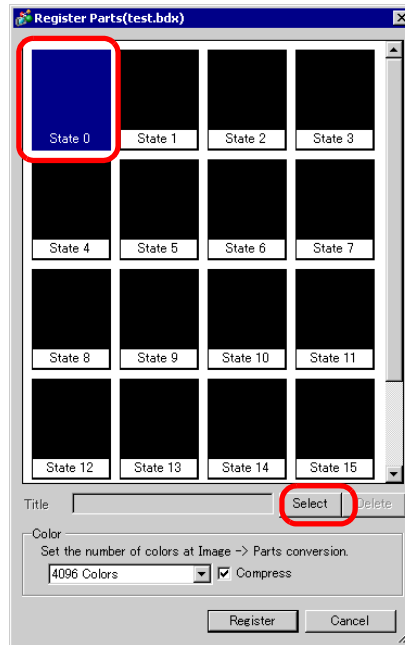 Register Parts(test.bdx)
State 0 State 1 State 2 State 3
State 4 State 5 State 6 State 7
State 8 State 9 State 10 State 11
State 12 State 13 State 14 State 15
Title Select Delete
Color
Set the number of colors at Image -> Parts conversion.
4096 Colors Compress
Register Cancel